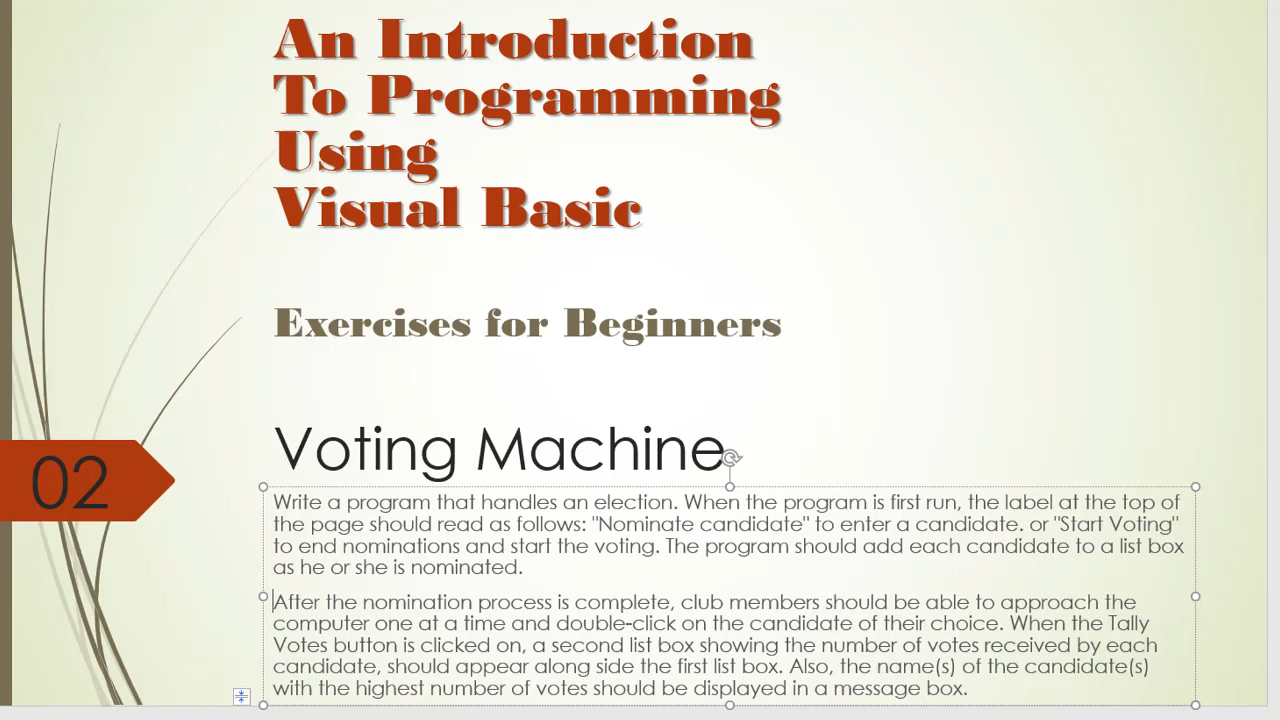 An Introduction
To Programming
Using
Visual Basic
Exercises for Beginners
Voting Machine
02
Write a program that handles an election. When the program is first run, the label at the top of
the page should read as follows: "Nominate candidate" to enter a candidate. or "Start Voting"
to end nominations and start the voting. The program should add each candidate to a list box
as he or she is nominated.
After the nomination process is complete, club members should be able to approach the
computer one at a time and double-click on the candidate of their choice. When the Tally
Votes button is clicked on, a second list box showing the number of votes received by each
candidate, should appear along side the first list box. Also, the name(s) of the candidate(s)
with the highest number of votes should be displayed in a message box.